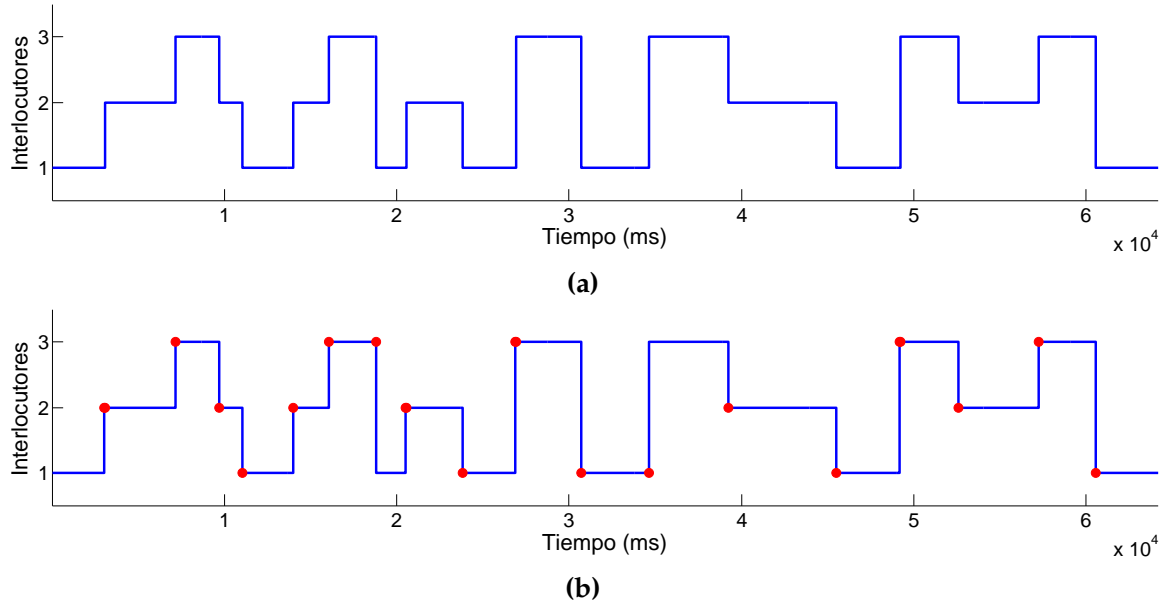 3
2
1
Interlocutores
1 2 3 4 5 6
Tiempo (ms)
x 10^4
(a)
3
2
1
Interlocutores
1 2 3 4 5 6
Tiempo (ms)
x 10^4
(b)